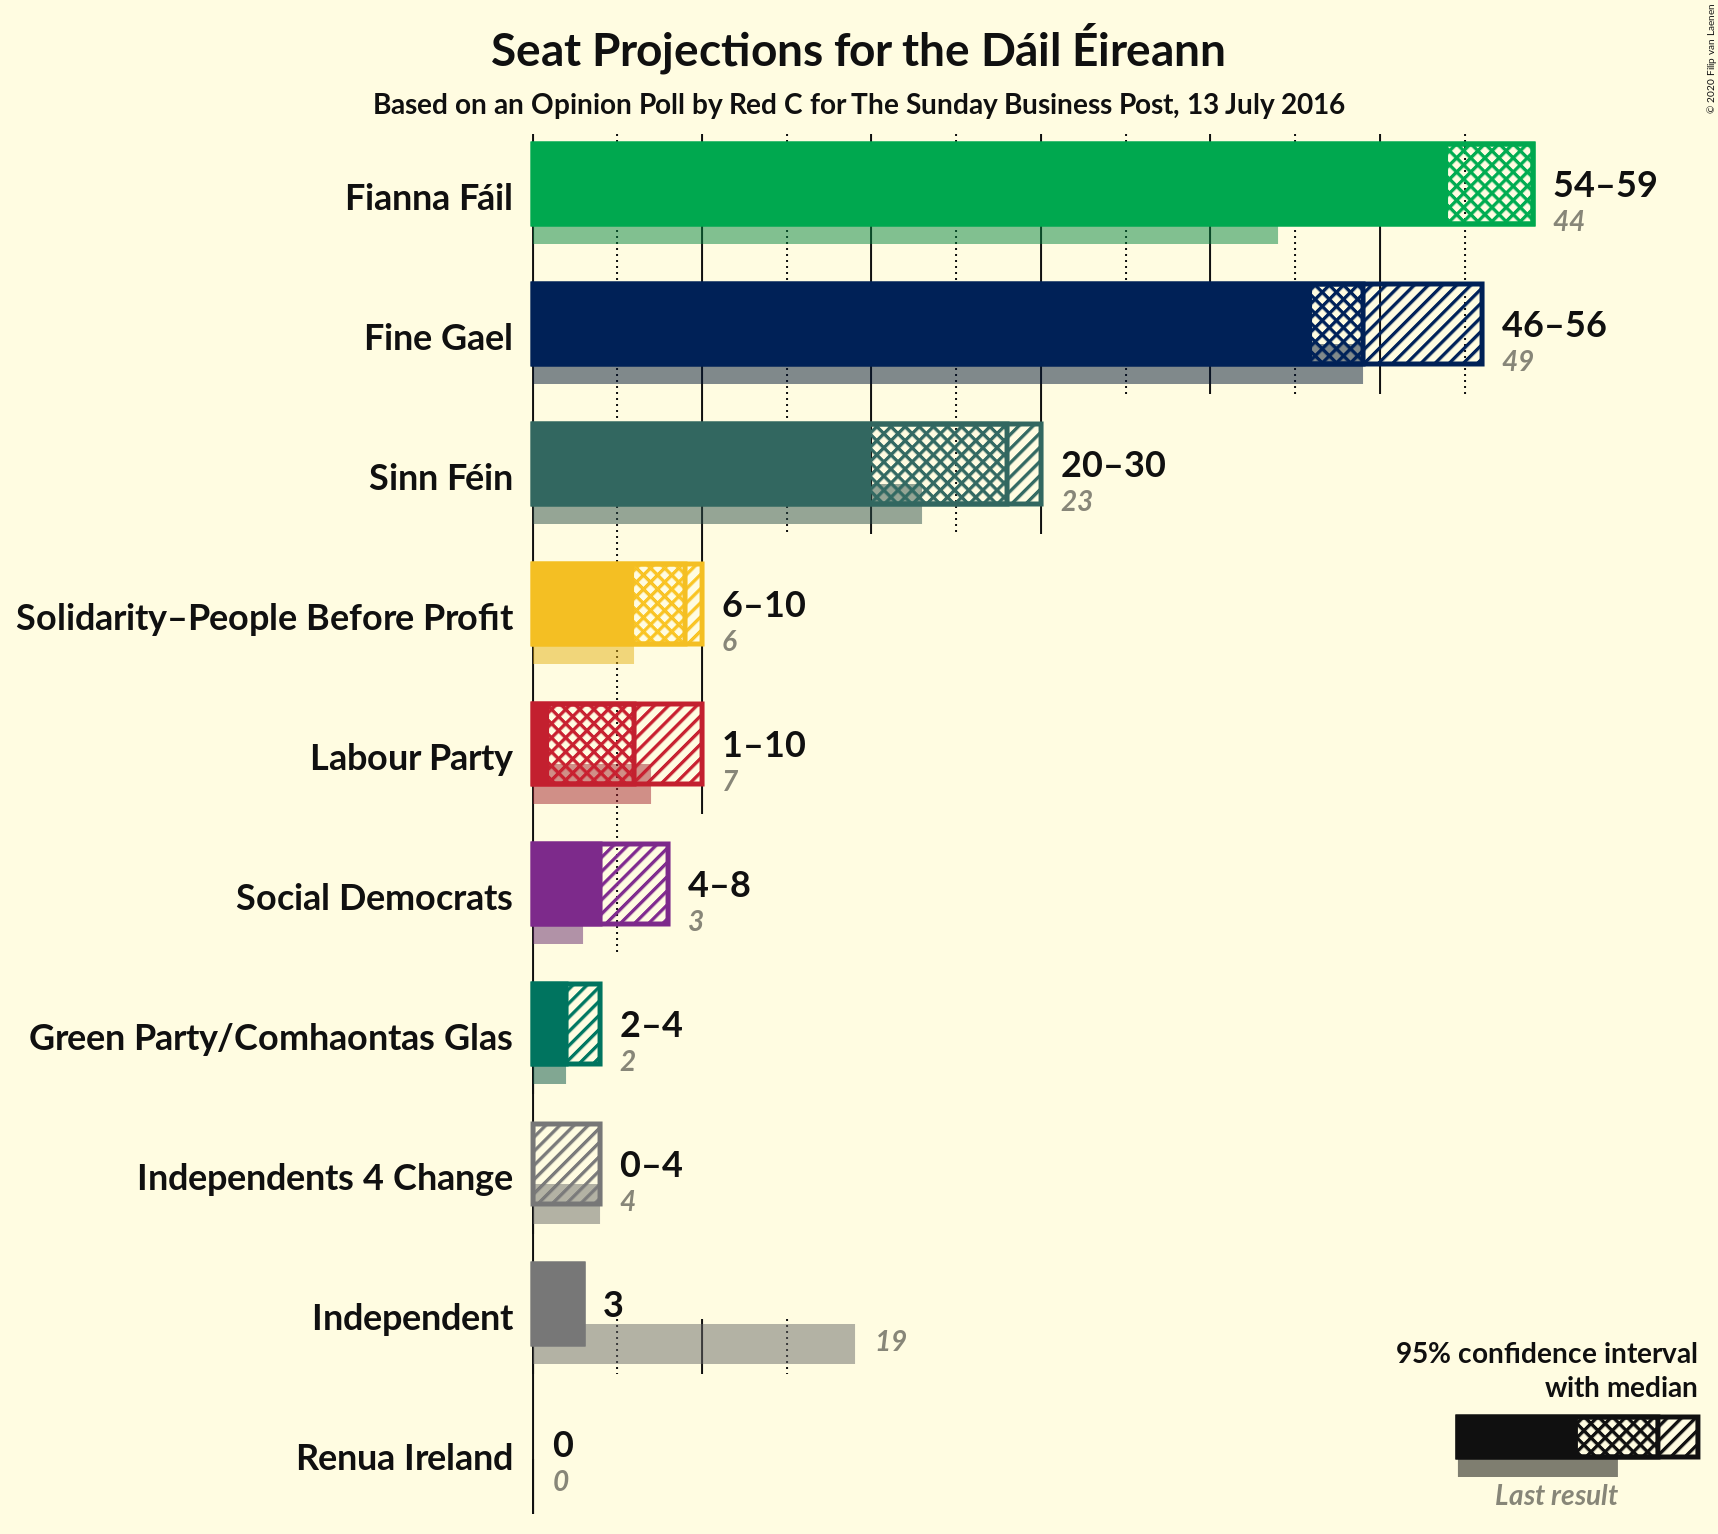 Seat Projections for the Dáil Éireann
Based on an Opinion Poll by Red C for The Sunday Business Post, 13 July 2016
© 2020 Filip van Laenen
Fianna Fáil
54–59
44
Fine Gael
46–56
49
Sinn Féin
20–30
23
Solidarity–People Before Profit
6–10
6
Labour Party
1–10
7
Social Democrats
4–8
3
Green Party/Comhaontas Glas
2–4
2
Independents 4 Change
0–4
4
Independent
3
19
Renua Ireland
0
0
95% confidence interval
with median
Last result